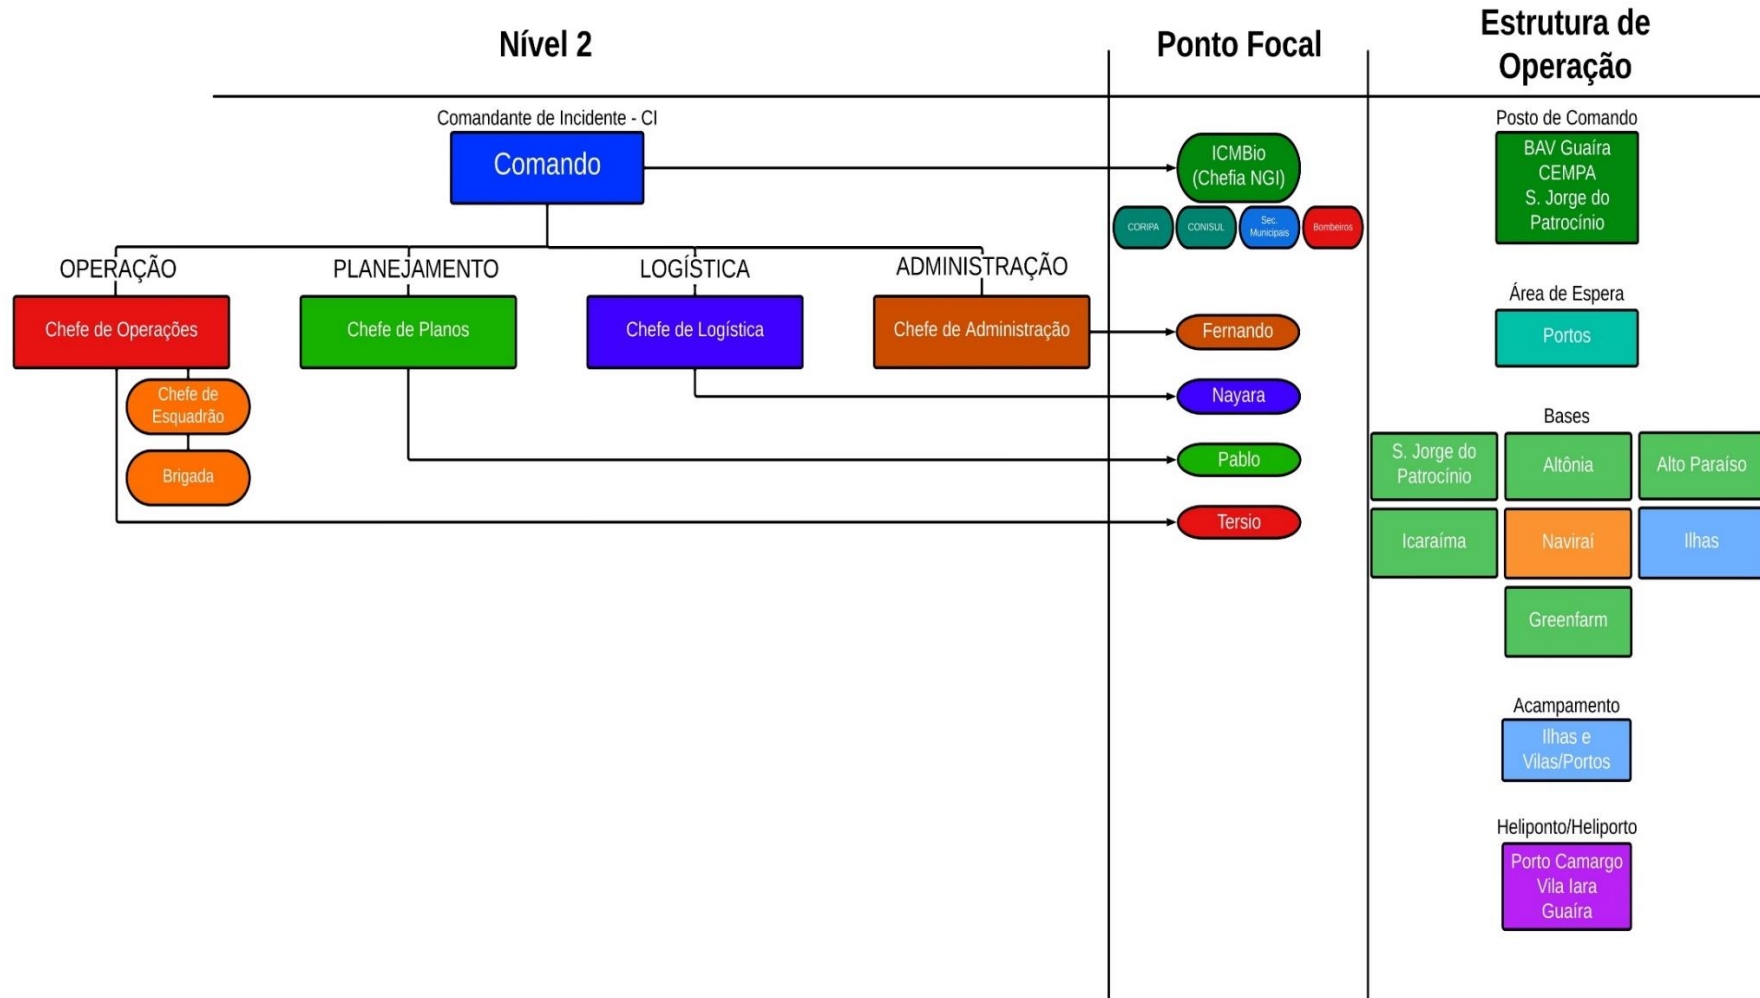 Nível 2
Ponto Focal
Estrutura de
Operação
Comandante de Incidente - CI
Comando
ICMBio
(Chefia NGI)
CORIPA
CONISUL
Sec.
Municipais
Bombeiros
Posto de Comando
BAV Guaíra
CEMPA
S. Jorge do
Patrocínio
OPERAÇÃO
PLANEJAMENTO
LOGÍSTICA
ADMINISTRAÇÃO
Chefe de Operações
Chefe de Planos
Chefe de Logística
Chefe de Administração
Fernando
Nayara
Pablo
Tersio
Chefe de
Esquadrão
Brigada
Área de Espera
Portos
Bases
S. Jorge do
Patrocínio
Altônia
Alto Paraíso
Icaraíma
Naviraí
Ilhas
Greenfarm
Acampamento
Ilhas e
Vilas/Portos
Heliponto/Heliporto
Porto Camargo
Vila Iara
Guaíra